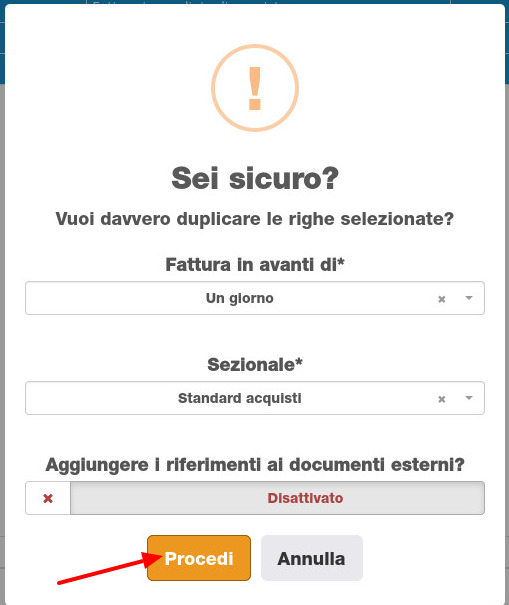 !
Sei sicuro?
Vuoi davvero duplicare le righe selezionate?
Fattura in avanti di*
Un giorno × 
Sezionale*
Standard acquisti ×
Aggiungere i riferimenti ai documenti esterni?
× Disattivato
Procedi Annulla